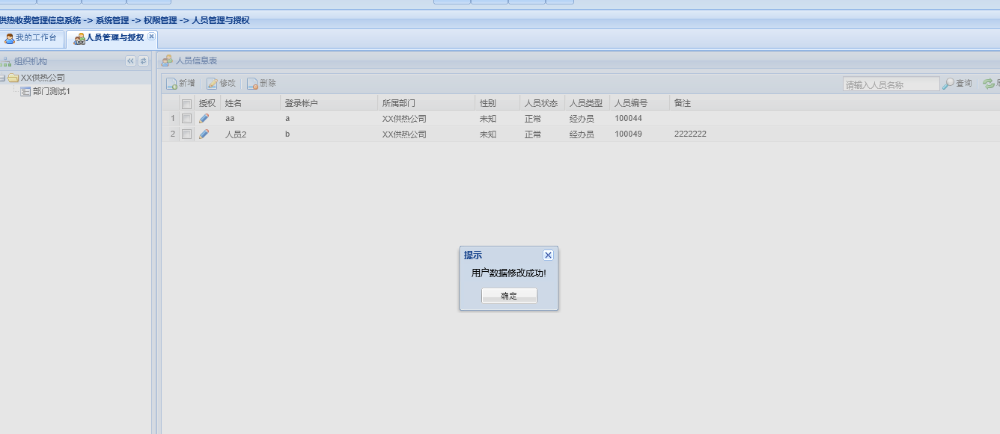 供热收费管理信息系统 -> 系统管理 -> 权限管理 -> 人员管理与授权
我的工作台 人员管理与授权
组织机构
XX供热公司
部门测试1
人员信息表
新增 修改 删除 请输入人员名称 查询
授权 姓名 登录帐户 所属部门 性别 人员状态 人员类型 人员编号 备注
1 aa a XX供热公司 未知 正常 经办员 100044
2 人员2 b XX供热公司 未知 正常 经办员 100049 2222222
提示
用户数据修改成功!
确定